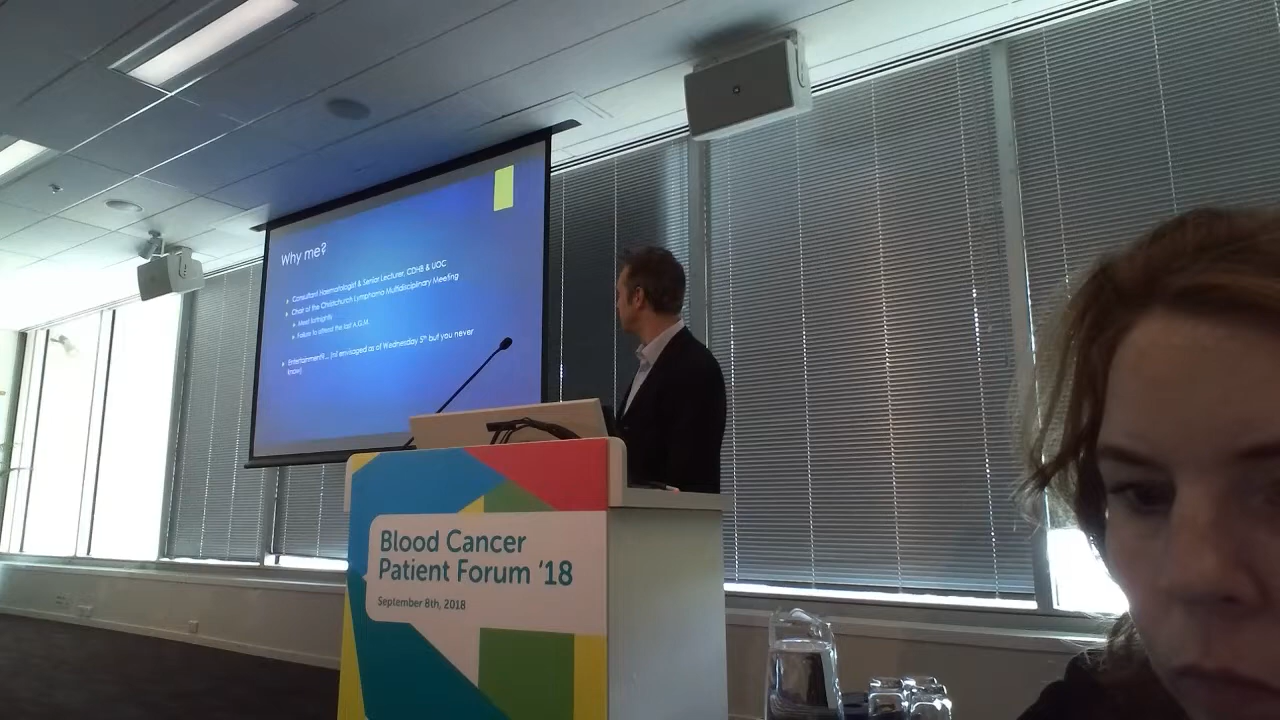 Why me?
Consultant Haematologist & Senior Lecturer, CDHB & UOC
Chair of the Christchurch Lymphoma Multidisciplinary Meeting
Meet fortnightly
Failure to attend the last A.G.M.
Entertainment?... [nil envisaged as of Wednesday 5th but you never
know]
Blood Cancer
Patient Forum '18
September 8th, 2018